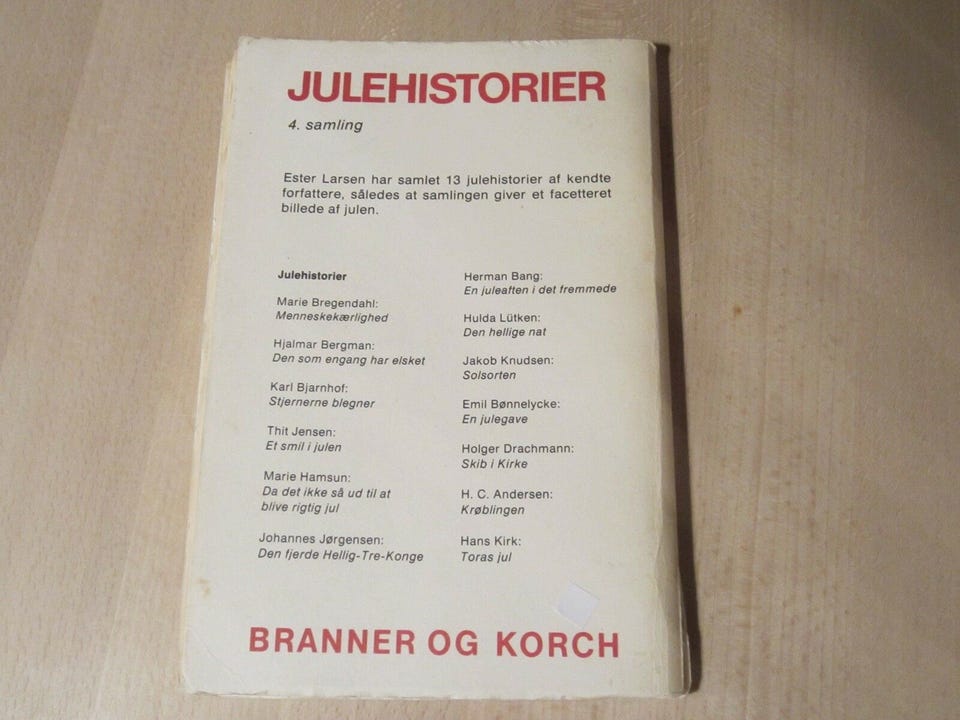 JULEHISTORIER
4. samling
Ester Larsen har samlet 13 julehistorier af kendte
forfattere, således at samlingen giver et facetteret
billede af julen.
Julehistorier
Marie Bregendahl:
Menneskekærlighed
Hjalmar Bergman:
Den som engang har elsket
Karl Bjarnhof:
Stjernerne blegner
Thit Jensen:
Et smil i julen
Marie Hamsun:
Da det ikke så ud til at
blive rigtig jul
Johannes Jørgensen:
Den fjerde Hellig-Tre-Konge
Herman Bang:
En juleaften i det fremmede
Hulda Lütken:
Den hellige nat
Jakob Knudsen:
Solsorten
Emil Bønnelycke:
En julegave
Holger Drachmann:
Skib i Kirke
H. C. Andersen:
Krøblingen
Hans Kirk:
Toras jul
BRANNER OG KORCH